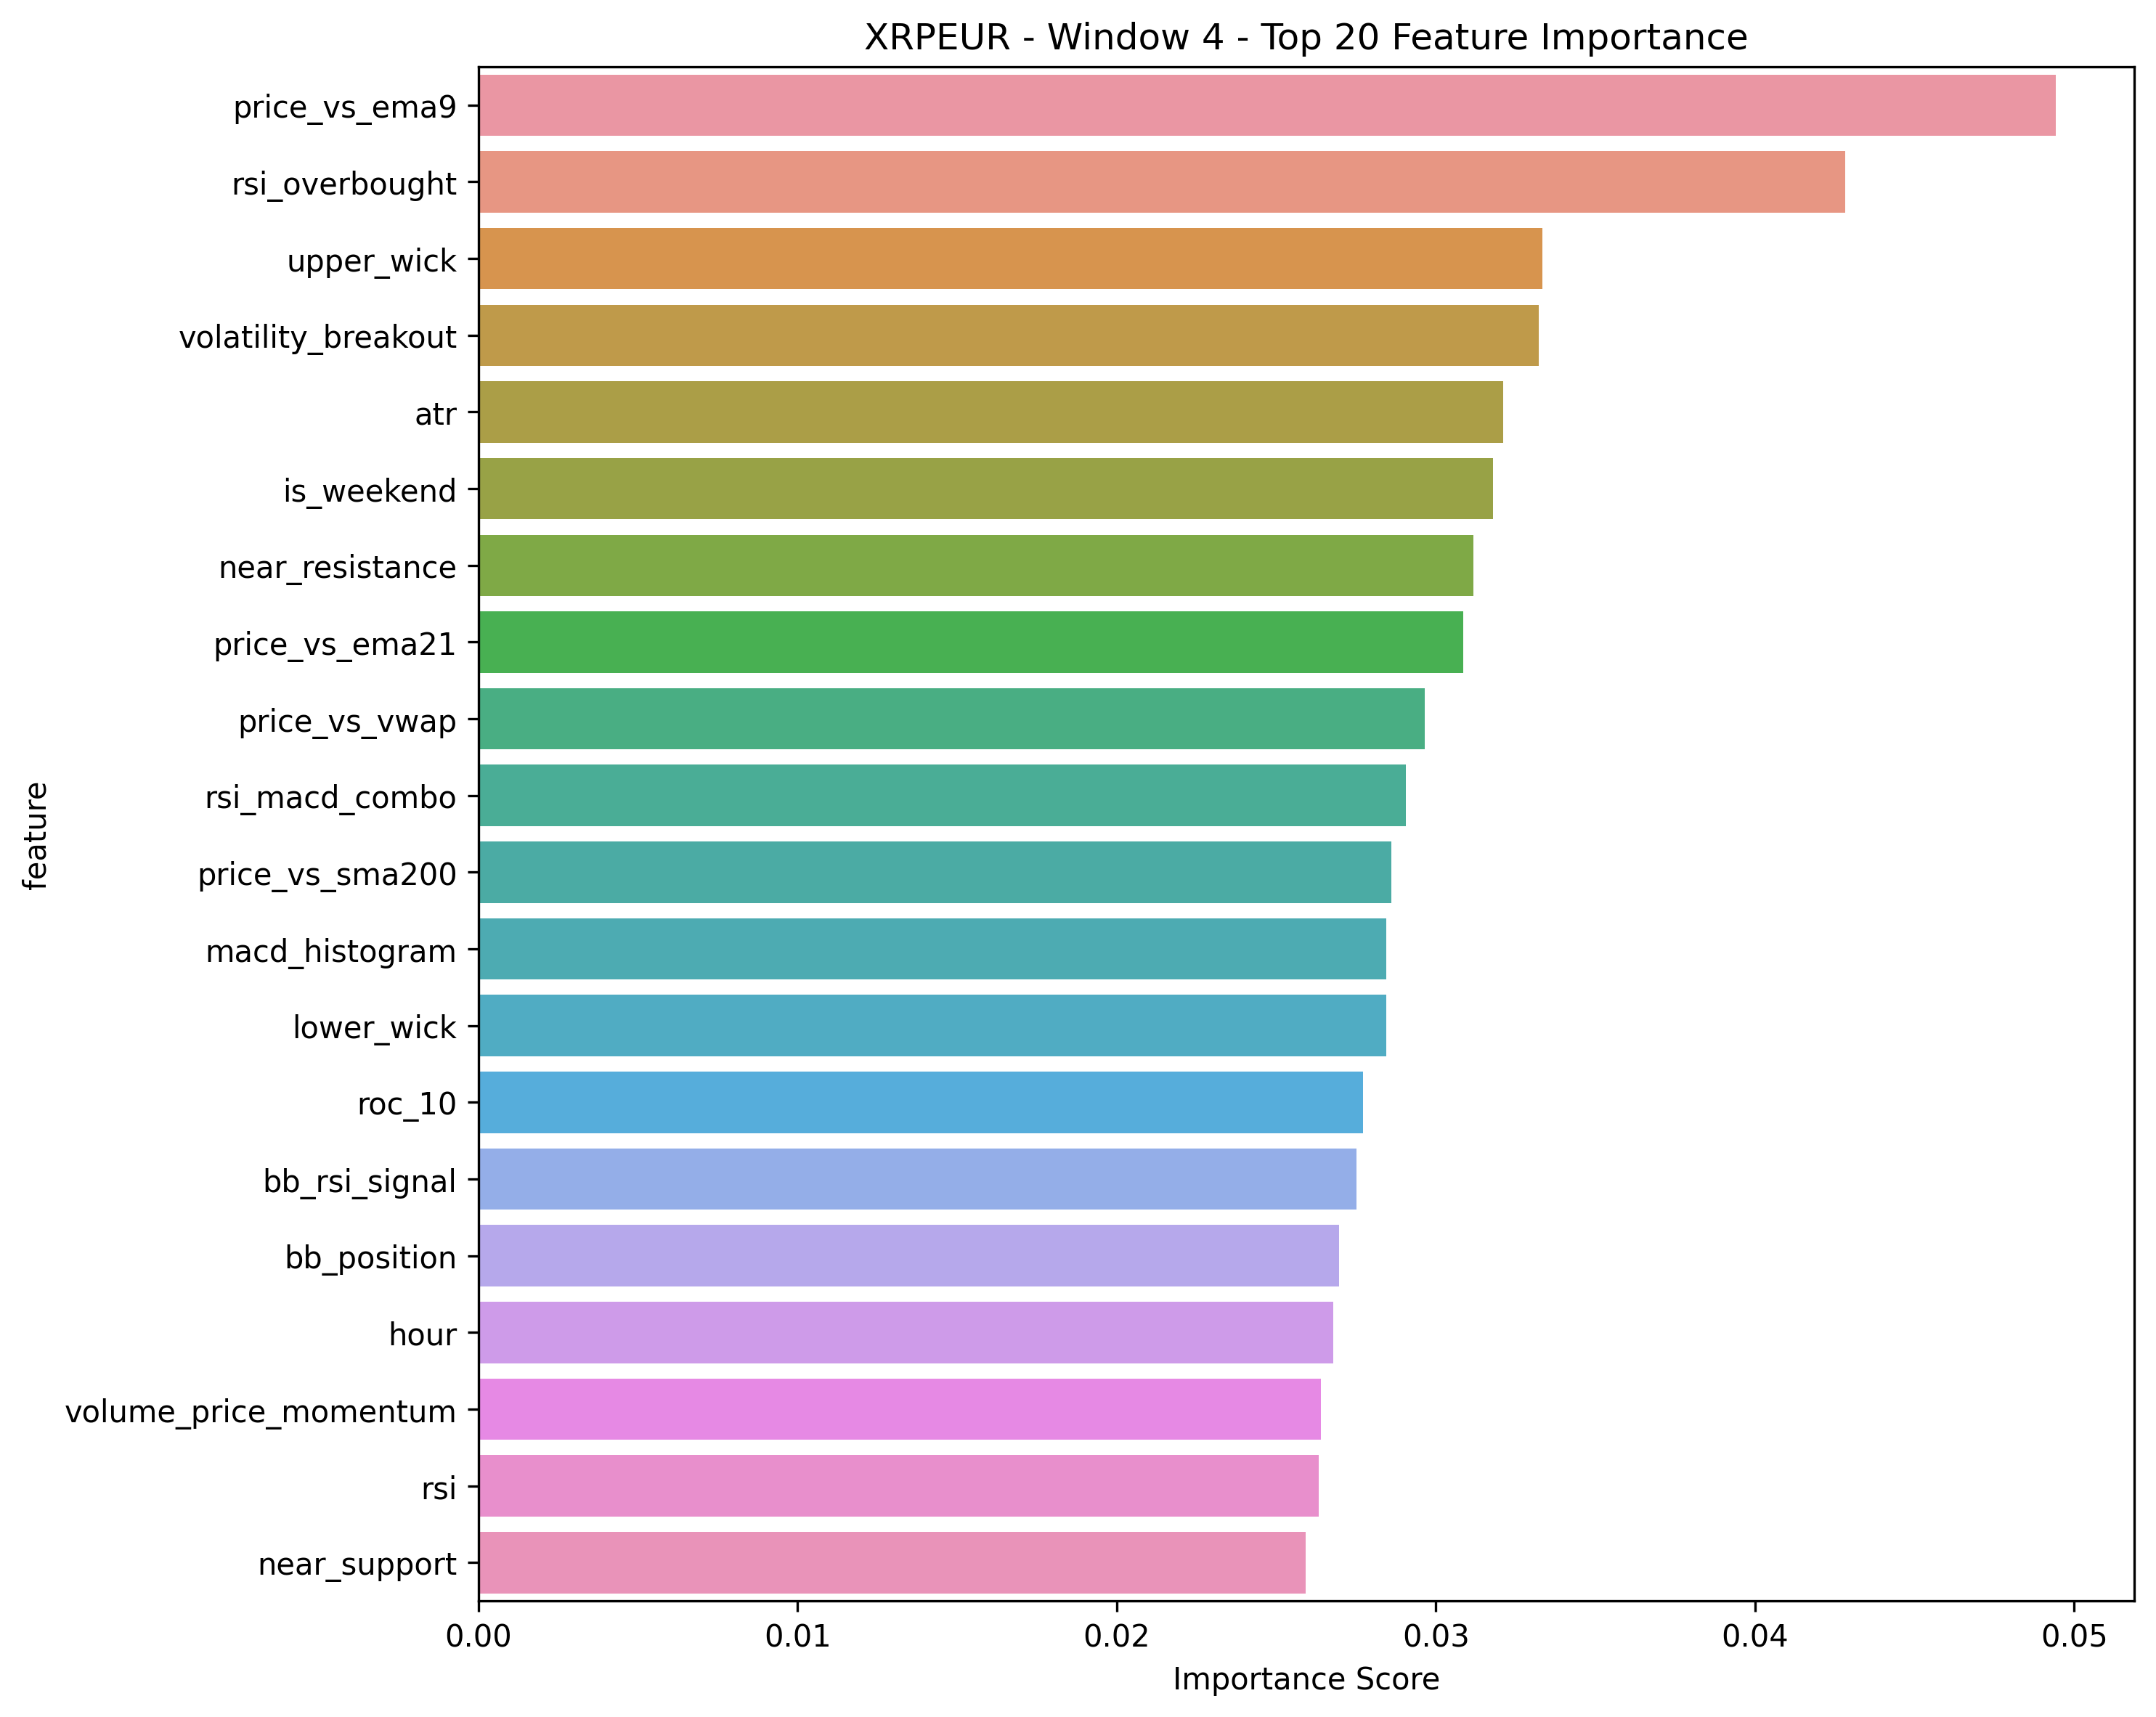 XRPEUR - Window 4 - Top 20 Feature Importance
price_vs_ema9
rsi_overbought
upper_wick
volatility_breakout
atr
is_weekend
near_resistance
price_vs_ema21
price_vs_vwap
rsi_macd_combo
price_vs_sma200
macd_histogram
lower_wick
roc_10
bb_rsi_signal
bb_position
hour
volume_price_momentum
rsi
near_support
feature
0.00 0.01 0.02 0.03 0.04 0.05
Importance Score